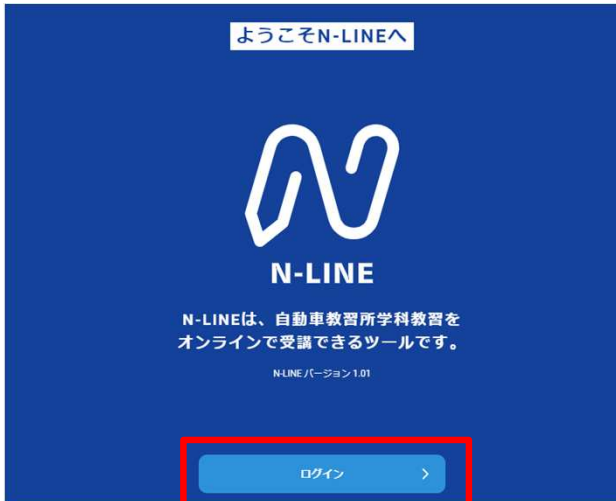 ようこそN-LINEへ
N-LINE
N-LINEは、自動車教習所学科教習を
オンラインで受講できるツールです。
N-LINE バージョン 1.01
ログイン